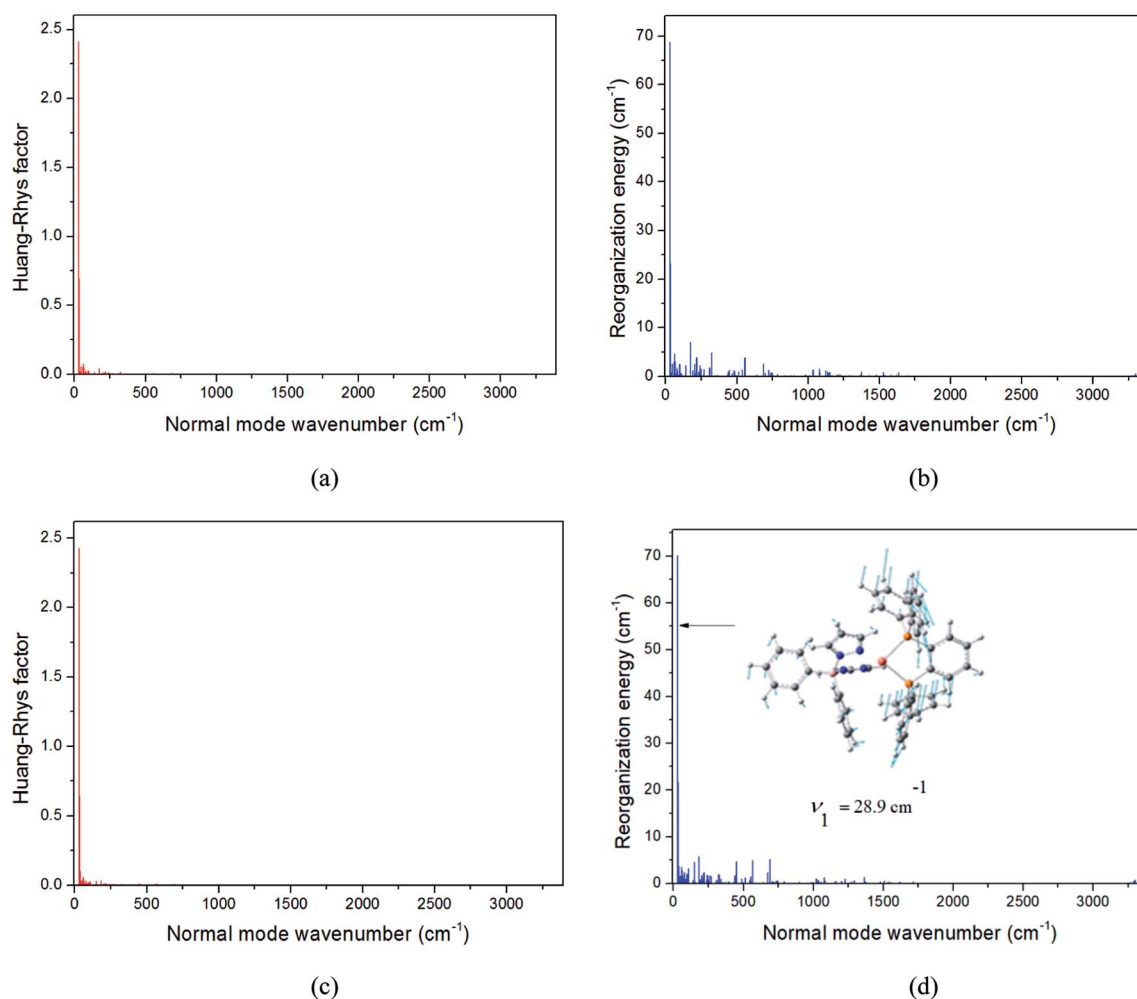 2.5
2.0
1.5
1.0
0.5
0.0
Huang-Rhys factor
0 500 1000 1500 2000 2500 3000
Normal mode wavenumber (cm-1)
(a)
70
60
50
40
30
20
10
0
Reorganization energy (cm-1)
0 500 1000 1500 2000 2500 3000
Normal mode wavenumber (cm-1)
(b)
2.5
2.0
1.5
1.0
0.5
0.0
Huang-Rhys factor
0 500 1000 1500 2000 2500 3000
Normal mode wavenumber (cm-1)
(c)
70
60
50
40
30
20
10
0
Reorganization energy (cm-1)
ν1 = 28.9 cm-1
0 500 1000 1500 2000 2500 3000
Normal mode wavenumber (cm-1)
(d)